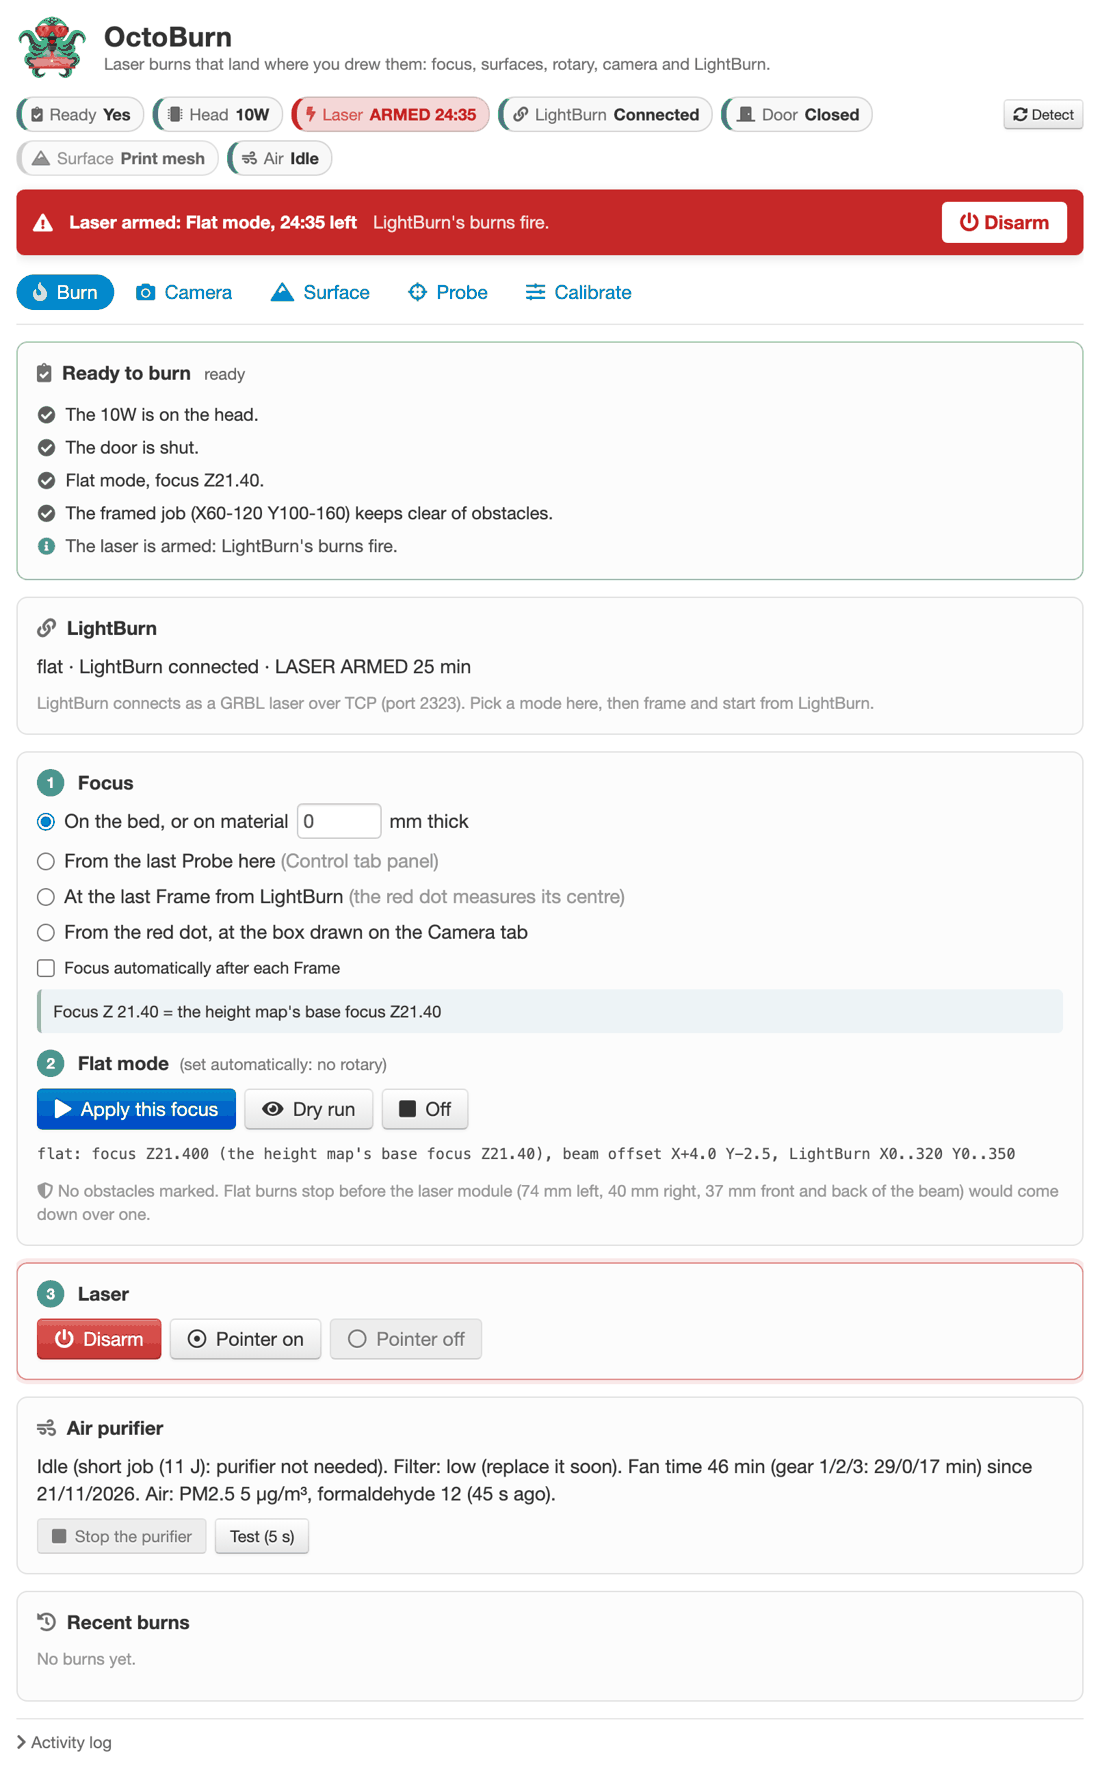 OctoBurn
Laser burns that land where you drew them: focus, surfaces, rotary, camera and LightBurn.
Ready Yes
Head 10W
Laser ARMED 24:35
LightBurn Connected
Door Closed
Detect
Surface Print mesh
Air Idle
Laser armed: Flat mode, 24:35 left LightBurn's burns fire.
Disarm
Burn
Camera
Surface
Probe
Calibrate
Ready to burn ready
The 10W is on the head.
The door is shut.
Flat mode, focus Z21.40.
The framed job (X60-120 Y100-160) keeps clear of obstacles.
The laser is armed: LightBurn's burns fire.
LightBurn
flat · LightBurn connected · LASER ARMED 25 min
LightBurn connects as a GRBL laser over TCP (port 2323). Pick a mode here, then frame and start from LightBurn.
1 Focus
On the bed, or on material 0 mm thick
From the last Probe here (Control tab panel)
At the last Frame from LightBurn (the red dot measures its centre)
From the red dot, at the box drawn on the Camera tab
Focus automatically after each Frame
Focus Z 21.40 = the height map's base focus Z21.40
2 Flat mode (set automatically: no rotary)
Apply this focus
Dry run
Off
flat: focus Z21.400 (the height map's base focus Z21.40), beam offset X+4.0 Y-2.5, LightBurn X0..320 Y0..350
No obstacles marked. Flat burns stop before the laser module (74 mm left, 40 mm right, 37 mm front and back of the beam) would come
down over one.
3 Laser
Disarm
Pointer on
Pointer off
Air purifier
Idle (short job (11 J): purifier not needed). Filter: low (replace it soon). Fan time 46 min (gear 1/2/3: 29/0/17 min) since
21/11/2026. Air: PM2.5 5 µg/m³, formaldehyde 12 (45 s ago).
Stop the purifier
Test (5 s)
Recent burns
No burns yet.
Activity log